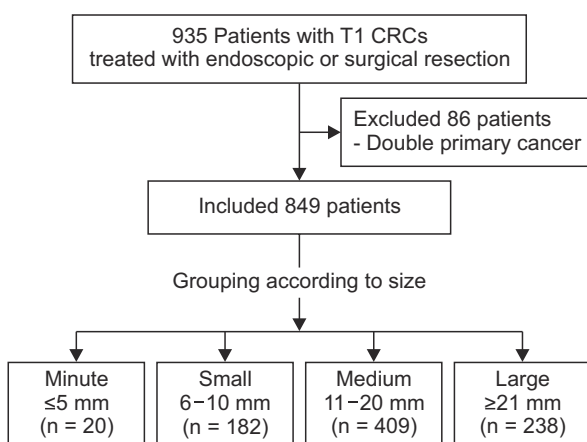 935 Patients with T1 CRCs
treated with endoscopic or surgical resection
Excluded 86 patients
- Double primary cancer
Included 849 patients
Grouping according to size
Minute
≤5 mm
(n = 20)
Small
6−10 mm
(n = 182)
Medium
11−20 mm
(n = 409)
Large
≥21 mm
(n = 238)